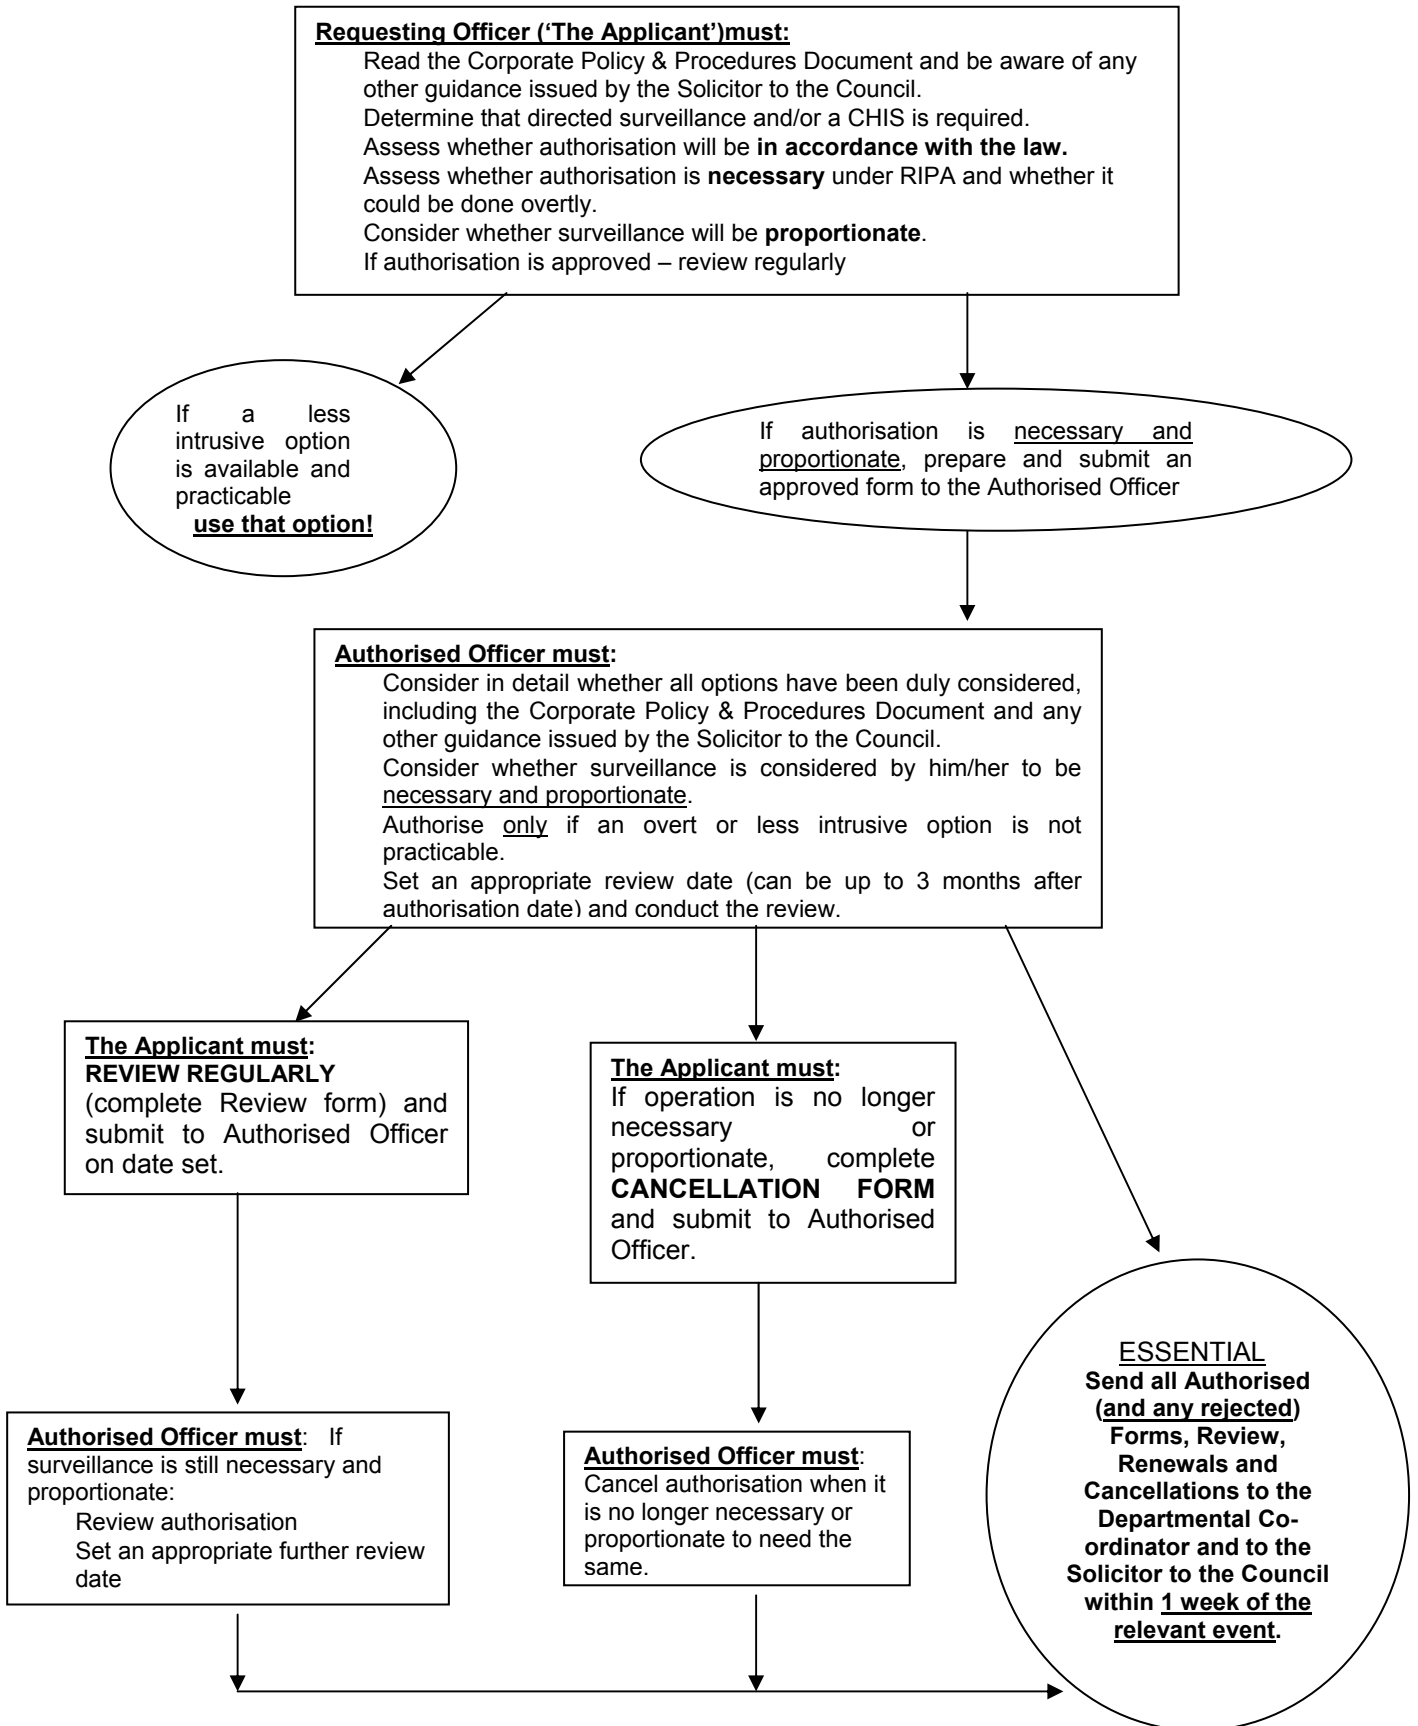 Requesting Officer (‘The Applicant’)must:
Read the Corporate Policy & Procedures Document and be aware of any
other guidance issued by the Solicitor to the Council.
Determine that directed surveillance and/or a CHIS is required.
Assess whether authorisation will be in accordance with the law.
Assess whether authorisation is necessary under RIPA and whether it
could be done overtly.
Consider whether surveillance will be proportionate.
If authorisation is approved – review regularly
If a less
intrusive option
is available and
practicable
use that option!
If authorisation is necessary and
proportionate, prepare and submit an
approved form to the Authorised Officer
Authorised Officer must:
Consider in detail whether all options have been duly considered,
including the Corporate Policy & Procedures Document and any
other guidance issued by the Solicitor to the Council.
Consider whether surveillance is considered by him/her to be
necessary and proportionate.
Authorise only if an overt or less intrusive option is not
practicable.
Set an appropriate review date (can be up to 3 months after
authorisation date) and conduct the review.
The Applicant must:
REVIEW REGULARLY
(complete Review form) and
submit to Authorised Officer
on date set.
The Applicant must:
If operation is no longer
necessary or
proportionate, complete
CANCELLATION FORM
and submit to Authorised
Officer.
Authorised Officer must: If
surveillance is still necessary and
proportionate:
Review authorisation
Set an appropriate further review
date
Authorised Officer must:
Cancel authorisation when it
is no longer necessary or
proportionate to need the
same.
ESSENTIAL
Send all Authorised
(and any rejected)
Forms, Review,
Renewals and
Cancellations to the
Departmental Co-
ordinator and to the
Solicitor to the Council
within 1 week of the
relevant event.